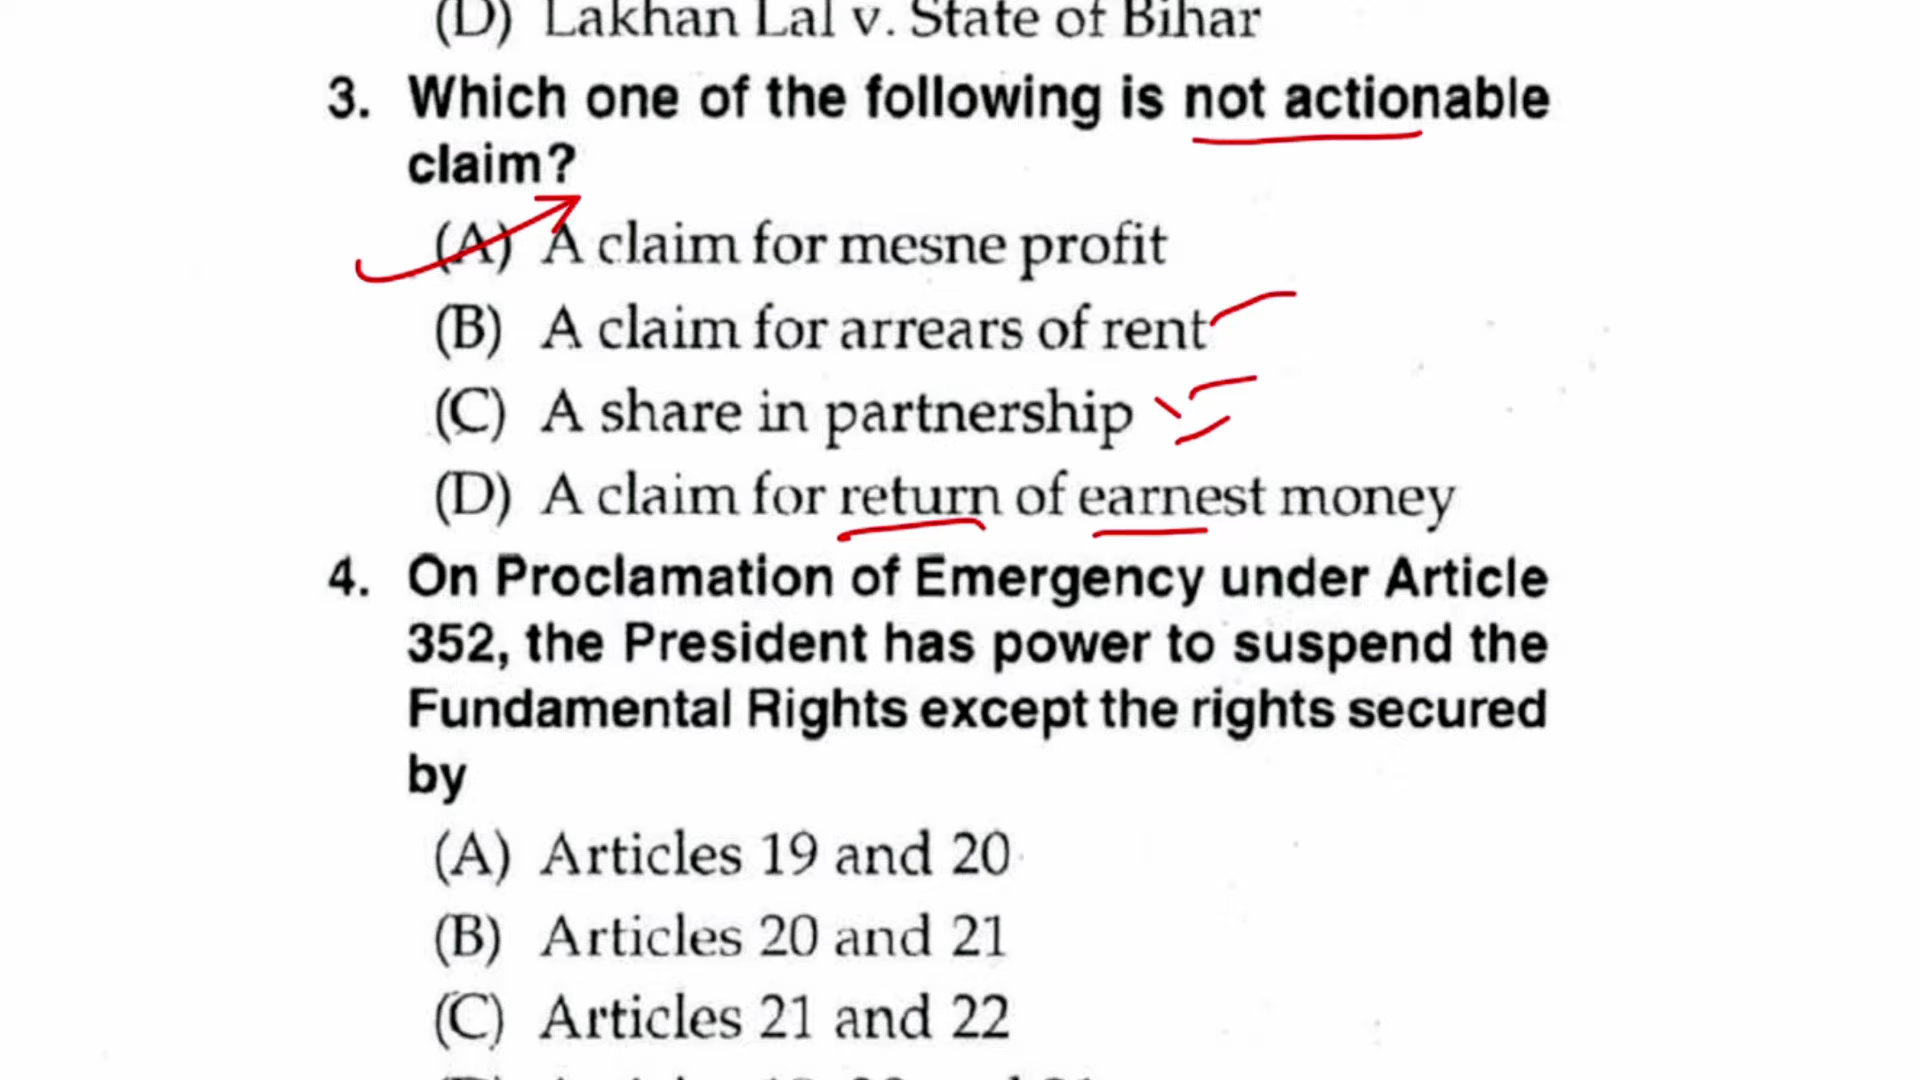 (D) Lakhan Lal v. State of Bihar
3. Which one of the following is not actionable
claim?
(A) A claim for mesne profit
(B) A claim for arrears of rent
(C) A share in partnership
(D) A claim for return of earnest money
4. On Proclamation of Emergency under Article
352, the President has power to suspend the
Fundamental Rights except the rights secured
by
(A) Articles 19 and 20
(B) Articles 20 and 21
(C) Articles 21 and 22